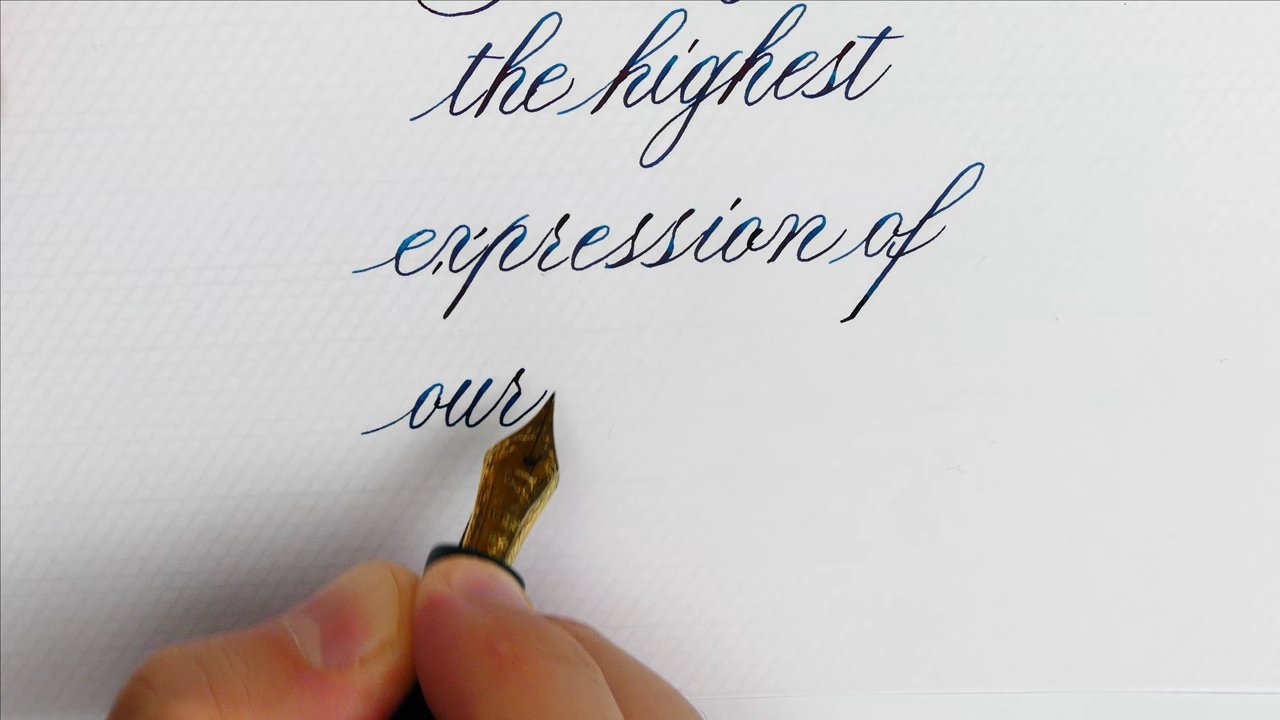 the highest
expression of
our